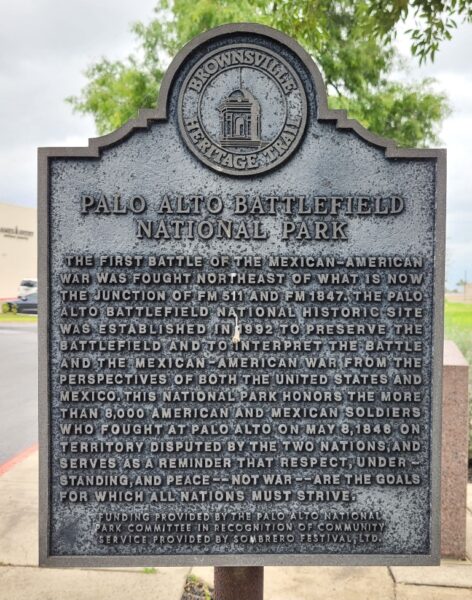 BROWNSVILLE
HERITAGE TRAIL
PALO ALTO BATTLEFIELD
NATIONAL PARK
THE FIRST BATTLE OF THE MEXICAN-AMERICAN
WAR WAS FOUGHT NORTHEAST OF WHAT IS NOW
THE JUNCTION OF FM 511 AND FM 1847. THE PALO
ALTO BATTLEFIELD NATIONAL HISTORIC SITE
WAS ESTABLISHED IN 1992 TO PRESERVE THE
BATTLEFIELD AND TO INTERPRET THE BATTLE
AND THE MEXICAN-AMERICAN WAR FROM THE
PERSPECTIVES OF BOTH THE UNITED STATES AND
MEXICO. THIS NATIONAL PARK HONORS THE MORE
THAN 8,000 AMERICAN AND MEXICAN SOLDIERS
WHO FOUGHT AT PALO ALTO ON MAY 8, 1846 ON
TERRITORY DISPUTED BY THE TWO NATIONS, AND
SERVES AS A REMINDER THAT RESPECT, UNDER-
STANDING, AND PEACE -- NOT WAR -- ARE THE GOALS
FOR WHICH ALL NATIONS MUST STRIVE.
FUNDING PROVIDED BY THE PALO ALTO NATIONAL
PARK COMMITTEE IN RECOGNITION OF COMMUNITY
SERVICE PROVIDED BY SOMBRERO FESTIVAL, LTD.